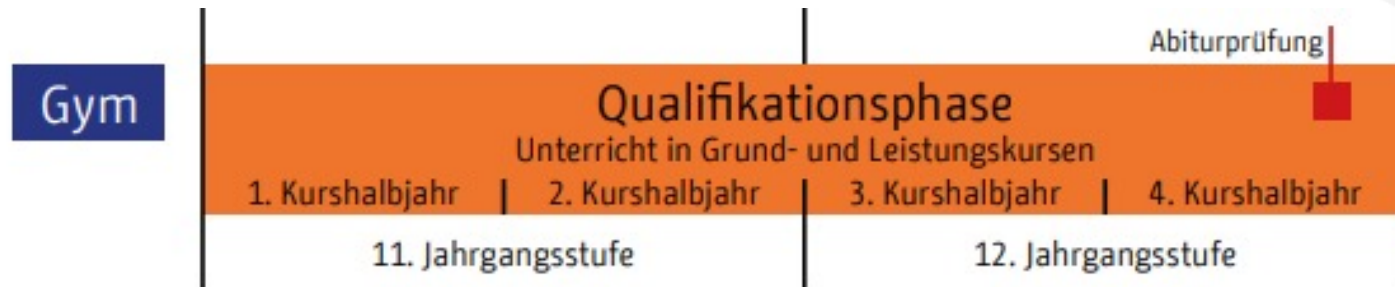 Abiturprüfung
Gym
Qualifikationsphase
Unterricht in Grund- und Leistungskursen
1. Kurshalbjahr 2. Kurshalbjahr 3. Kurshalbjahr 4. Kurshalbjahr
11. Jahrgangsstufe 12. Jahrgangsstufe